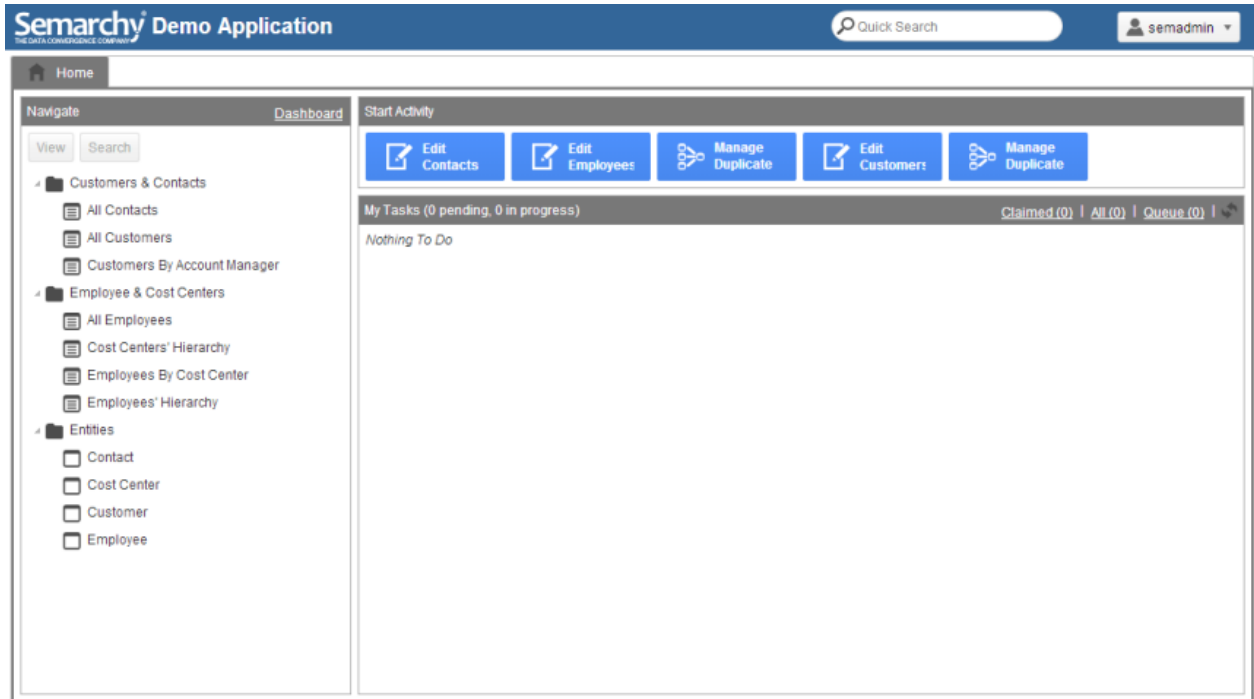 Semarchy Demo Application
THE DATA CONVERGENCE COMPANY
Quick Search
semadmin
Home
Navigate
Dashboard
View
Search
Customers & Contacts
All Contacts
All Customers
Customers By Account Manager
Employee & Cost Centers
All Employees
Cost Centers' Hierarchy
Employees By Cost Center
Employees' Hierarchy
Entities
Contact
Cost Center
Customer
Employee
Start Activity
Edit
Contacts
Edit
Employees
Manage
Duplicate
Edit
Customers
Manage
Duplicate
My Tasks (0 pending, 0 in progress)
Claimed (0) | All (0) | Queue (0) |
Nothing To Do